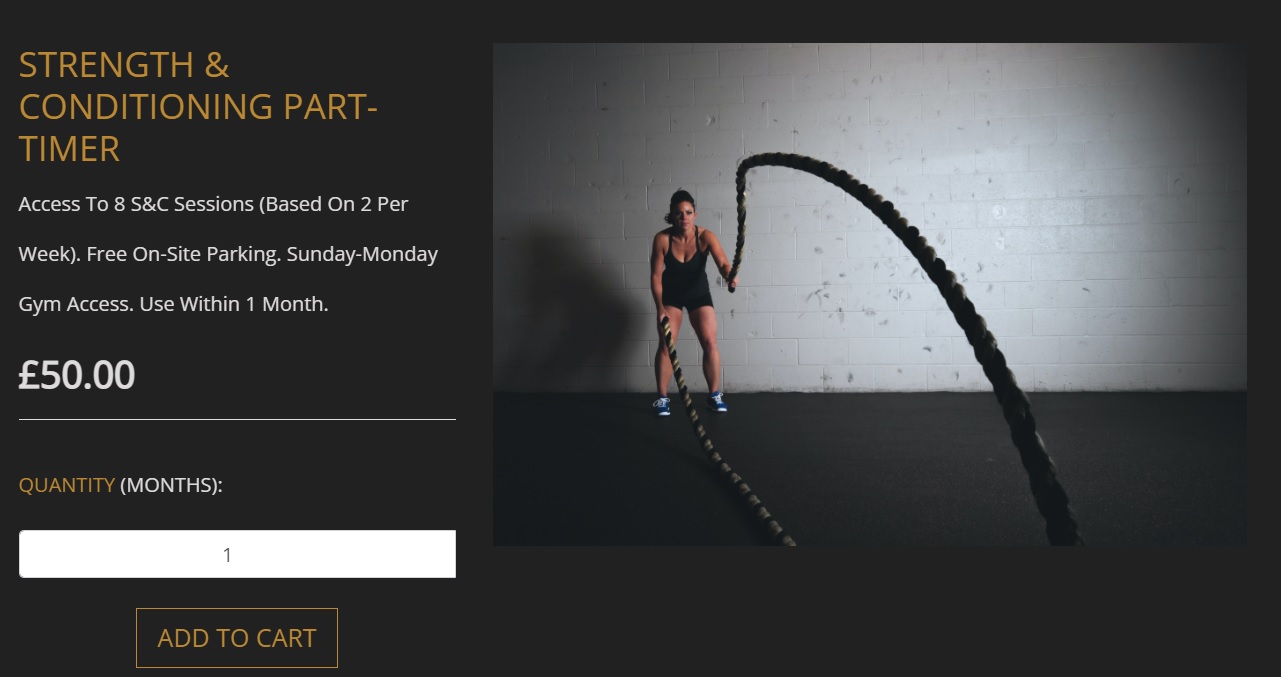 STRENGTH &
CONDITIONING PART-
TIMER
Access To 8 S&C Sessions (Based On 2 Per
Week). Free On-Site Parking. Sunday-Monday
Gym Access. Use Within 1 Month.
£50.00
QUANTITY (MONTHS):
1
ADD TO CART